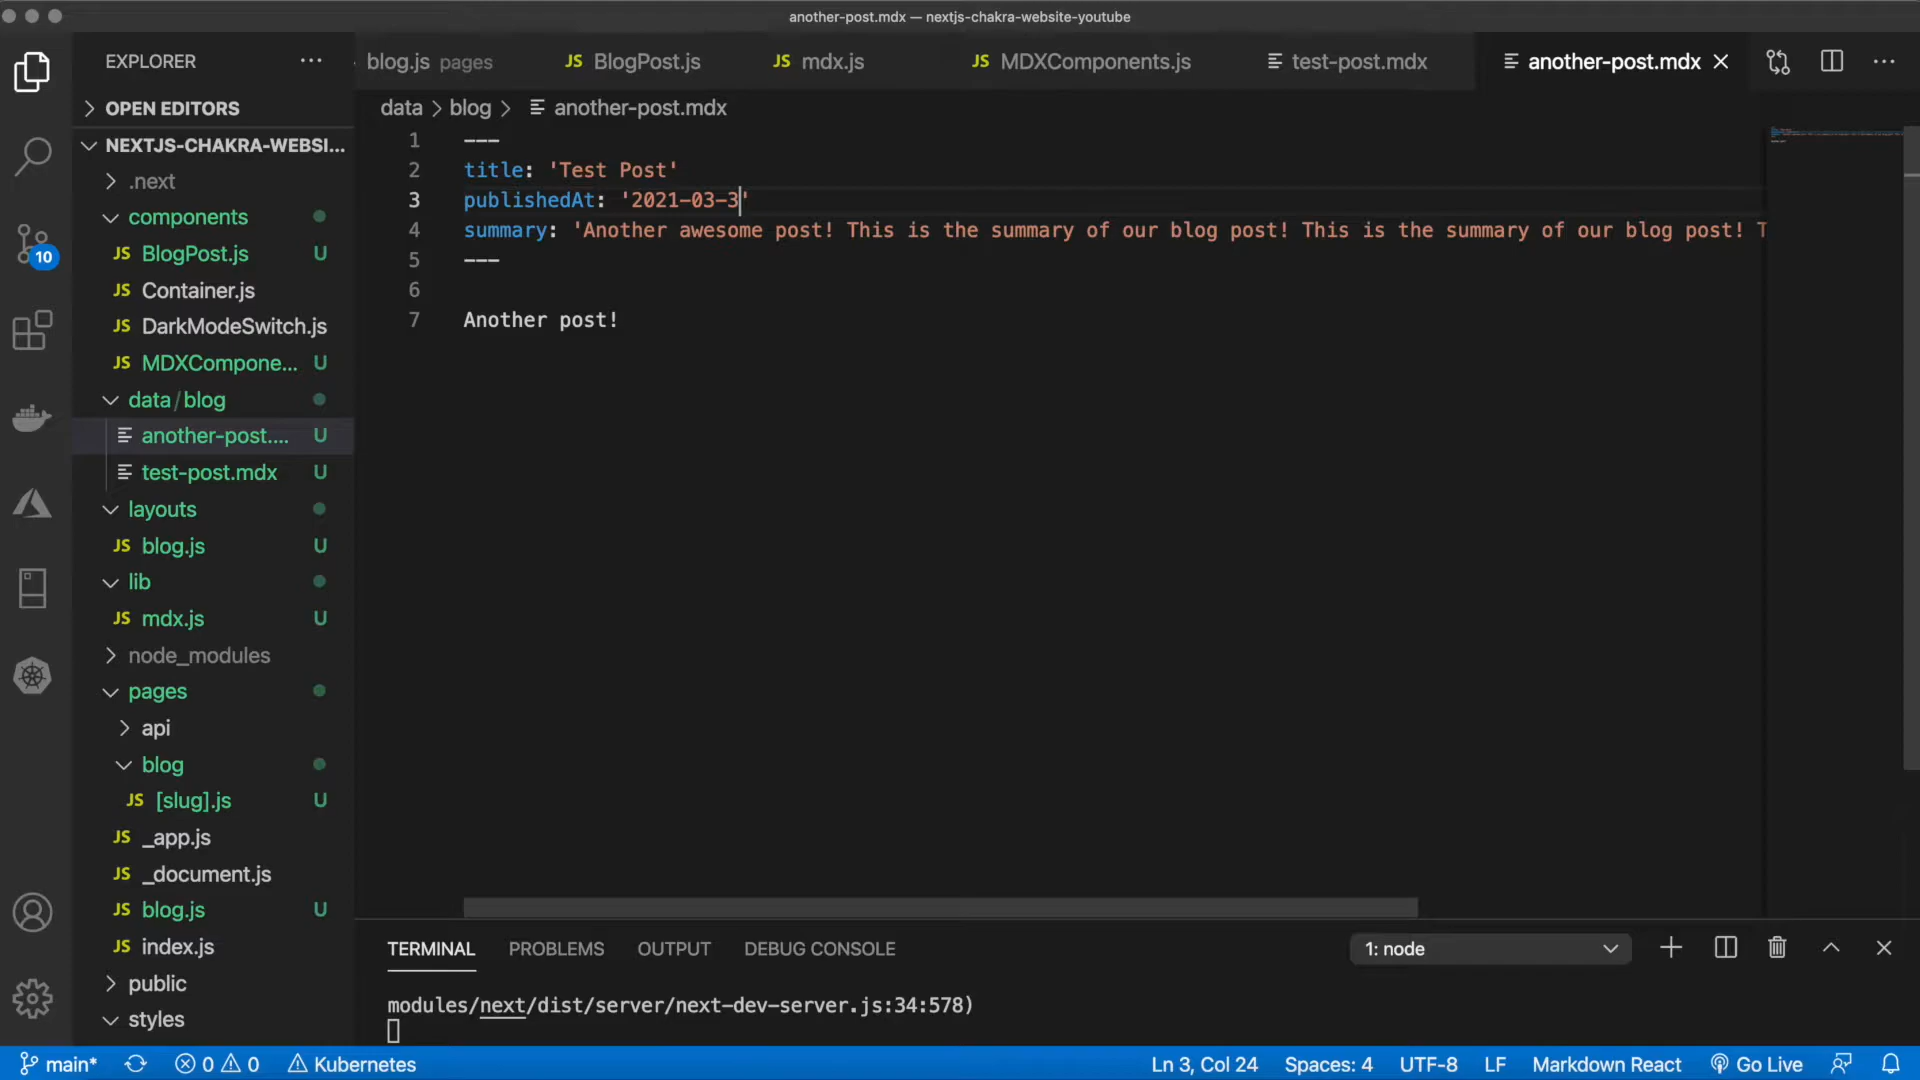 another-post.mdx — nextjs-chakra-website-youtube
EXPLORER
blog.js pages
JS BlogPost.js
JS mdx.js
JS MDXComponents.js
test-post.mdx
another-post.mdx
OPEN EDITORS
data > blog > another-post.mdx
NEXTJS-CHAKRA-WEBSI...
.next
components
JS BlogPost.js U
JS Container.js
JS DarkModeSwitch.js
JS MDXCompone... U
data/blog
another-post.... U
test-post.mdx U
layouts
JS blog.js U
lib
JS mdx.js U
node_modules
pages
api
blog
JS [slug].js U
JS _app.js
JS _document.js
JS blog.js U
JS index.js
public
styles
10
1 ---
2 title: 'Test Post'
3 publishedAt: '2021-03-3'
4 summary: 'Another awesome post! This is the summary of our blog post! This is the summary of our blog post! T
5 ---
6
7 Another post!
TERMINAL PROBLEMS OUTPUT DEBUG CONSOLE
1: node
modules/next/dist/server/next-dev-server.js:34:578)
main* 0 0 Kubernetes
Ln 3, Col 24 Spaces: 4 UTF-8 LF Markdown React Go Live